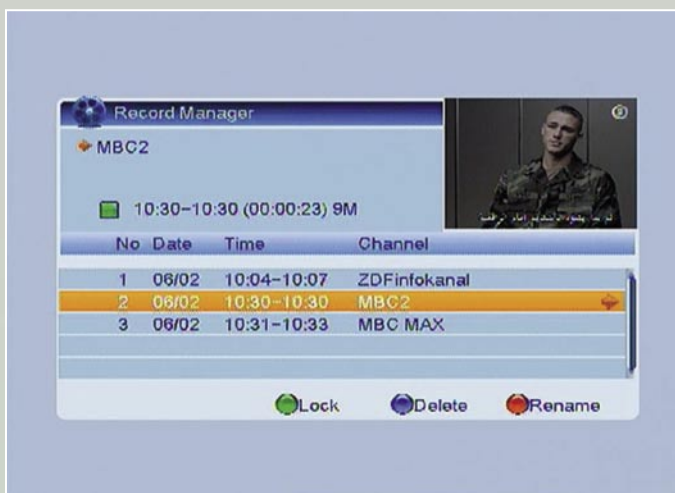 Record Manager
MBC2
10:30-10:30 (00:00:23) 9M
No Date Time Channel
1 06/02 10:04-10:07 ZDFinfokanal
2 06/02 10:30-10:30 MBC2
3 06/02 10:31-10:33 MBC MAX
Lock Delete Rename